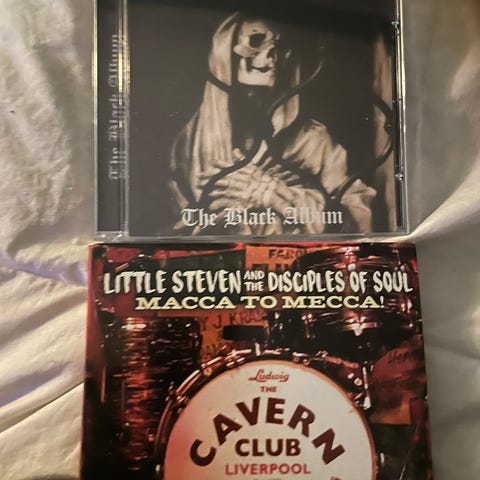 The Black Album
The Black Album
LITTLE STEVEN AND THE DISCIPLES OF SOUL
MACCA TO MECCA!
Ludwig
THE
CAVERN
CLUB
LIVERPOOL